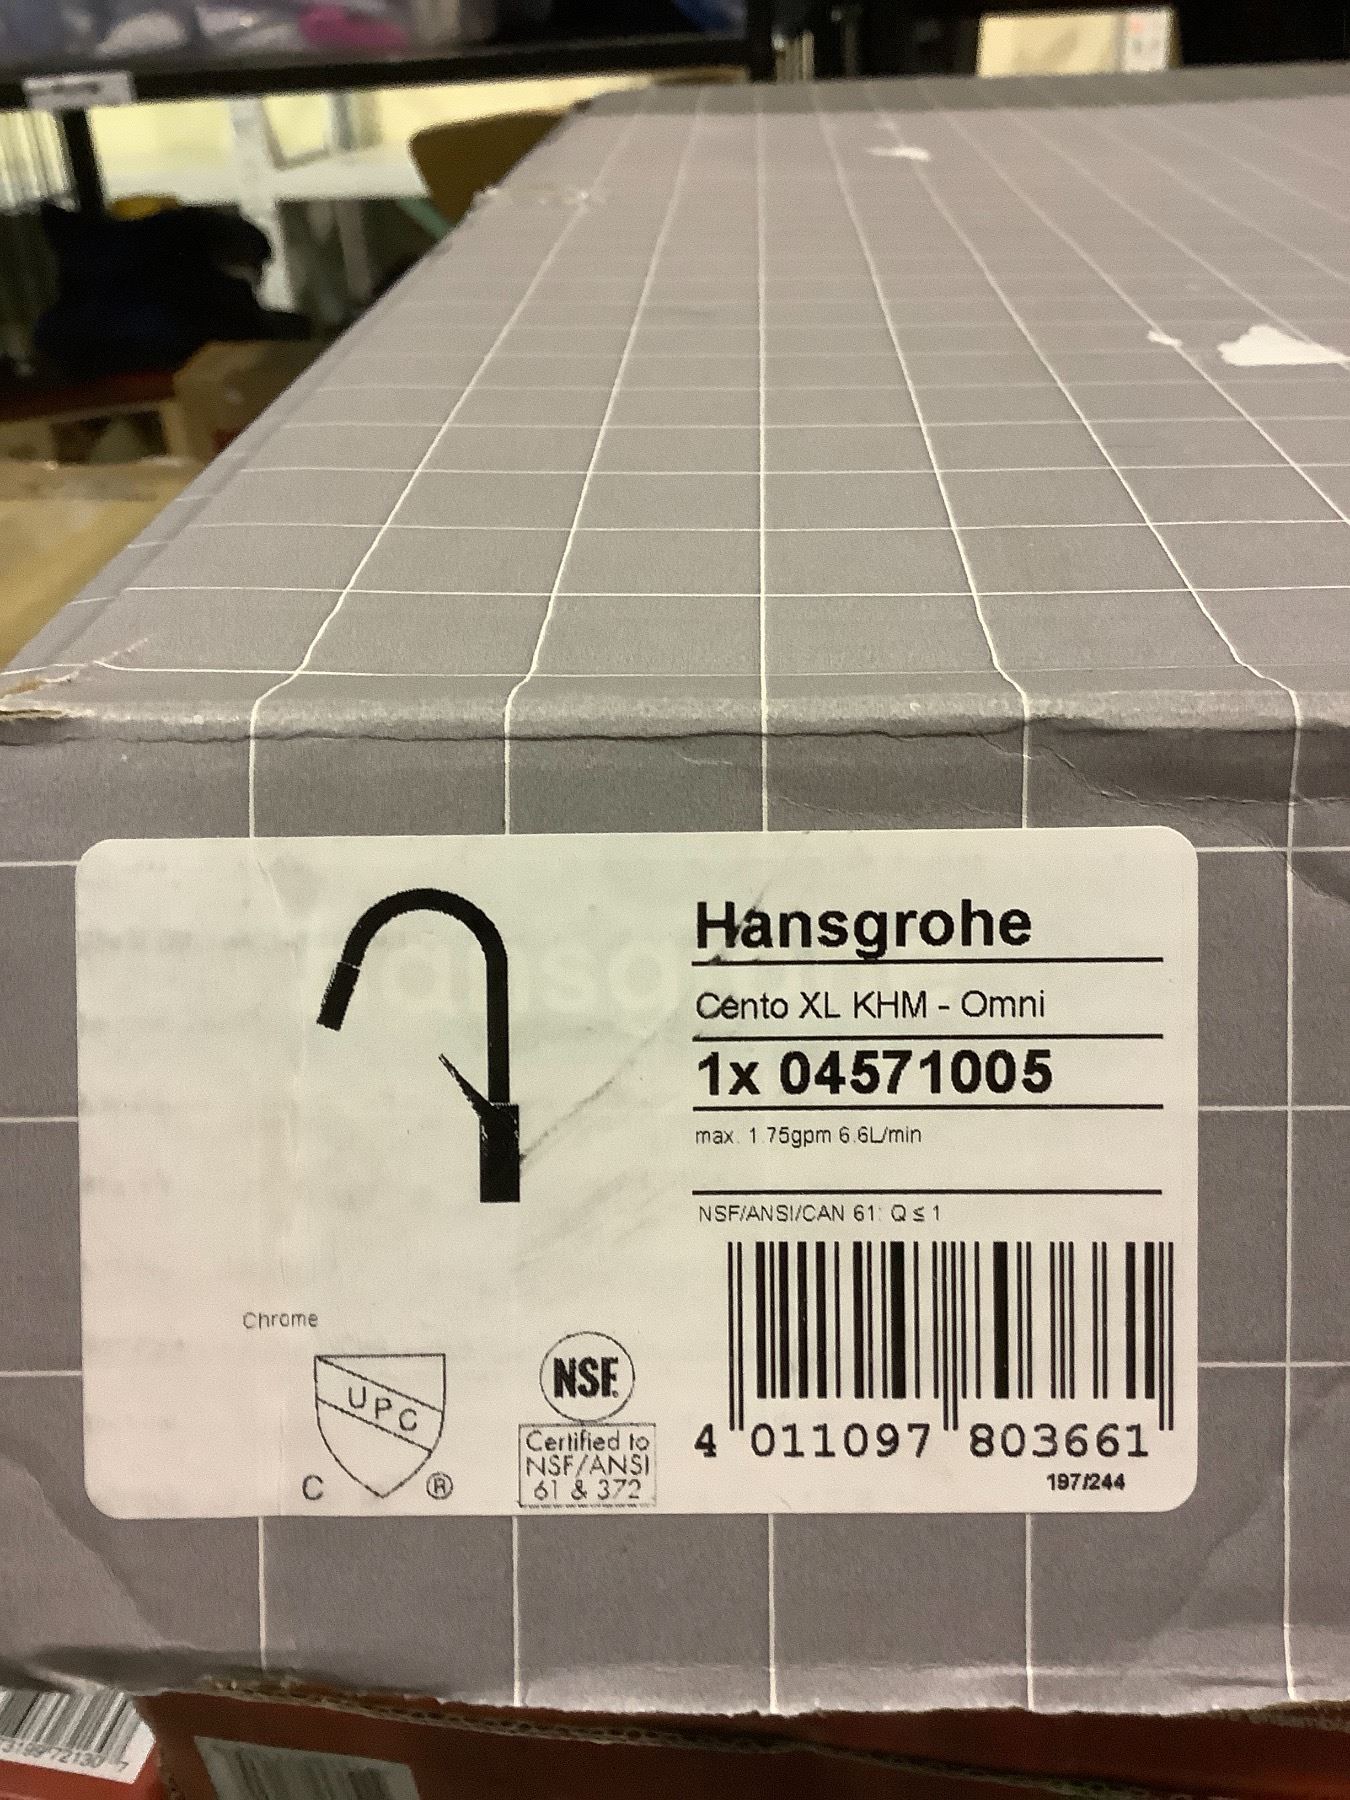 Hansgrohe
Cento XL KHM - Omni
1x 04571005
max. 1.75gpm 6.6L/min
NSF/ANSI/CAN 61: Q ≤ 1
Chrome
UPC
C ®
NSF.
Certified to
NSF/ANSI
61 & 372
4 011097 803661
197/244